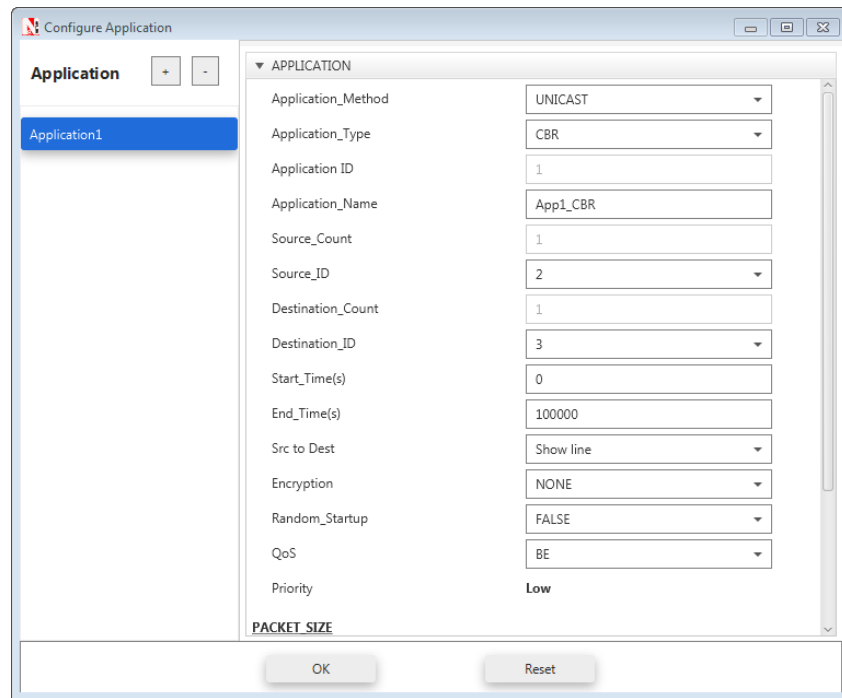 Configure Application
Application + -
Application1
APPLICATION
Application_Method UNICAST
Application_Type CBR
Application ID 1
Application_Name App1_CBR
Source_Count 1
Source_ID 2
Destination_Count 1
Destination_ID 3
Start_Time(s) 0
End_Time(s) 100000
Src to Dest Show line
Encryption NONE
Random_Startup FALSE
QoS BE
Priority Low
PACKET_SIZE
OK Reset